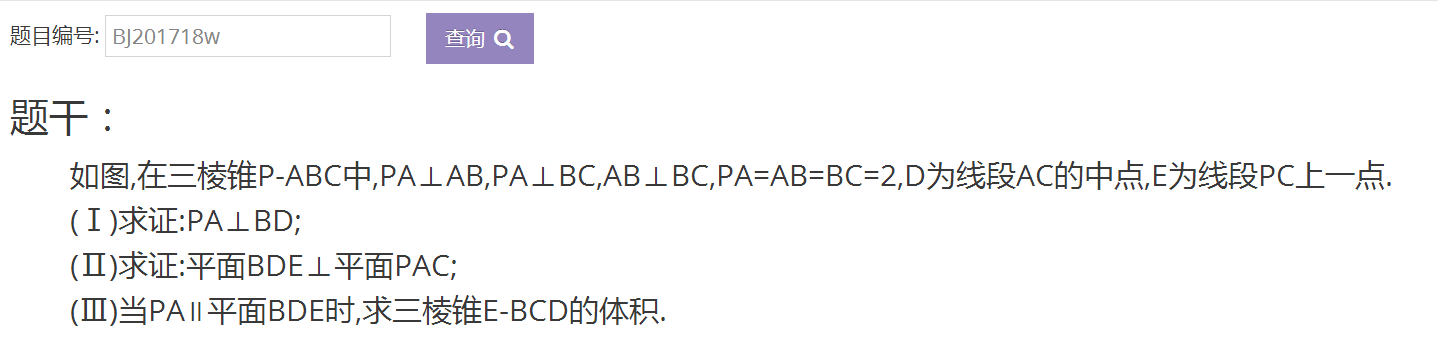 题目编号: BJ201718w 查询
题干：
如图,在三棱锥P-ABC中,PA⊥AB,PA⊥BC,AB⊥BC,PA=AB=BC=2,D为线段AC的中点,E为线段PC上一点.
(Ⅰ)求证:PA⊥BD;
(Ⅱ)求证:平面BDE⊥平面PAC;
(Ⅲ)当PA∥平面BDE时,求三棱锥E-BCD的体积.